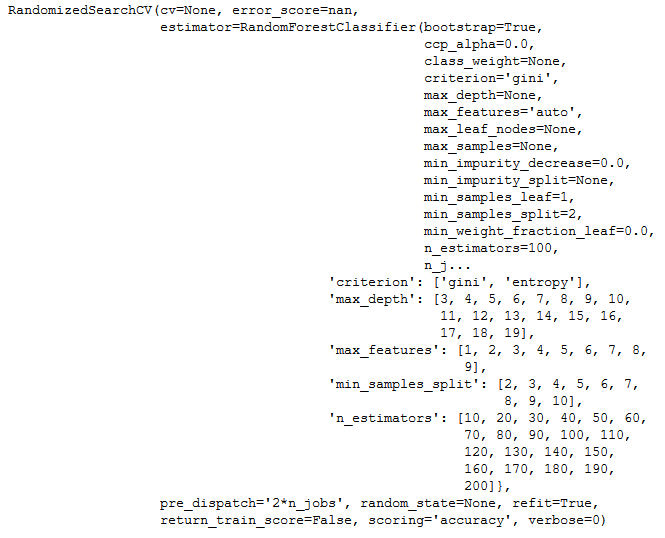 RandomizedSearchCV(cv=None, error_score=nan,
estimator=RandomForestClassifier(bootstrap=True,
ccp_alpha=0.0,
class_weight=None,
criterion='gini',
max_depth=None,
max_features='auto',
max_leaf_nodes=None,
max_samples=None,
min_impurity_decrease=0.0,
min_impurity_split=None,
min_samples_leaf=1,
min_samples_split=2,
min_weight_fraction_leaf=0.0,
n_estimators=100,
n_j...
'criterion': ['gini', 'entropy'],
'max_depth': [3, 4, 5, 6, 7, 8, 9, 10,
11, 12, 13, 14, 15, 16,
17, 18, 19],
'max_features': [1, 2, 3, 4, 5, 6, 7, 8,
9],
'min_samples_split': [2, 3, 4, 5, 6, 7,
8, 9, 10],
'n_estimators': [10, 20, 30, 40, 50, 60,
70, 80, 90, 100, 110,
120, 130, 140, 150,
160, 170, 180, 190,
200]},
pre_dispatch='2*n_jobs', random_state=None, refit=True,
return_train_score=False, scoring='accuracy', verbose=0)